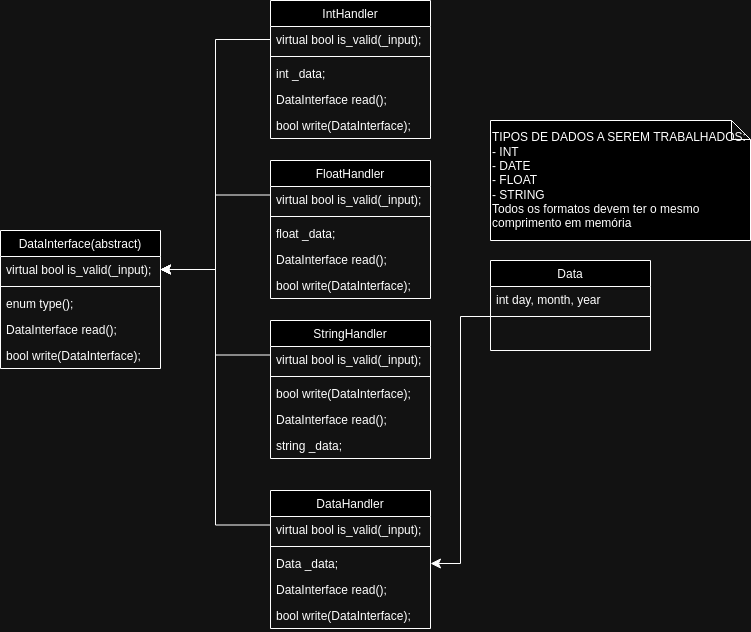 IntHandler
virtual bool is_valid(_input);
int _data;
DataInterface read();
bool write(DataInterface);
FloatHandler
virtual bool is_valid(_input);
float _data;
DataInterface read();
bool write(DataInterface);
DataInterface(abstract)
virtual bool is_valid(_input);
enum type();
DataInterface read();
bool write(DataInterface);
StringHandler
virtual bool is_valid(_input);
bool write(DataInterface);
DataInterface read();
string _data;
DataHandler
virtual bool is_valid(_input);
Data _data;
DataInterface read();
bool write(DataInterface);
TIPOS DE DADOS A SEREM TRABALHADOS:
- INT
- DATE
- FLOAT
- STRING
Todos os formatos devem ter o mesmo
comprimento em memória
Data
int day, month, year